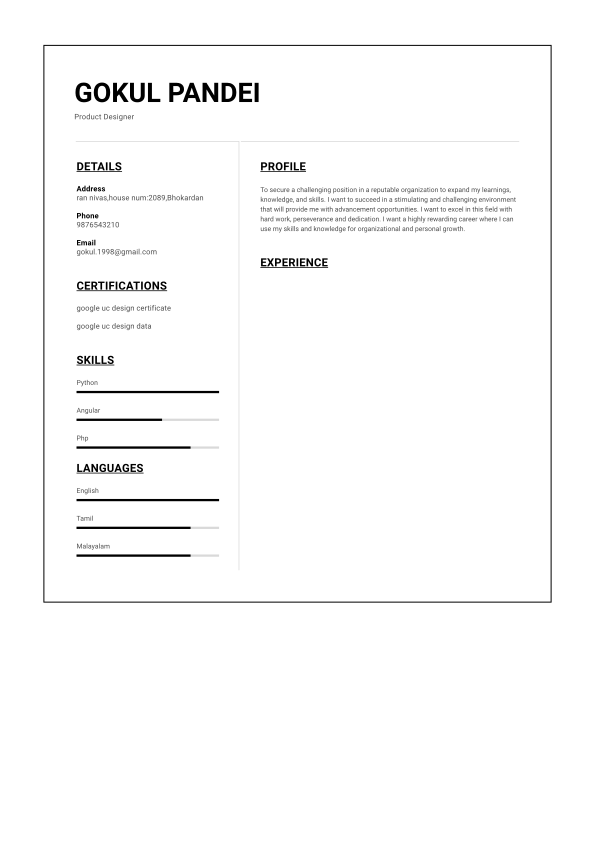 GOKUL PANDEI
Product Designer
DETAILS
Address
ran nivas,house num:2089,Bhokardan
Phone
9876543210
Email
gokul.1998@gmail.com
CERTIFICATIONS
google uc design certificate
google uc design data
SKILLS
Python
Angular
Php
LANGUAGES
English
Tamil
Malayalam
PROFILE
To secure a challenging position in a reputable organization to expand my learnings,
knowledge, and skills. I want to succeed in a stimulating and challenging environment
that will provide me with advancement opportunities. I want to excel in this field with
hard work, perseverance and dedication. I want a highly rewarding career where I can
use my skills and knowledge for organizational and personal growth.
EXPERIENCE